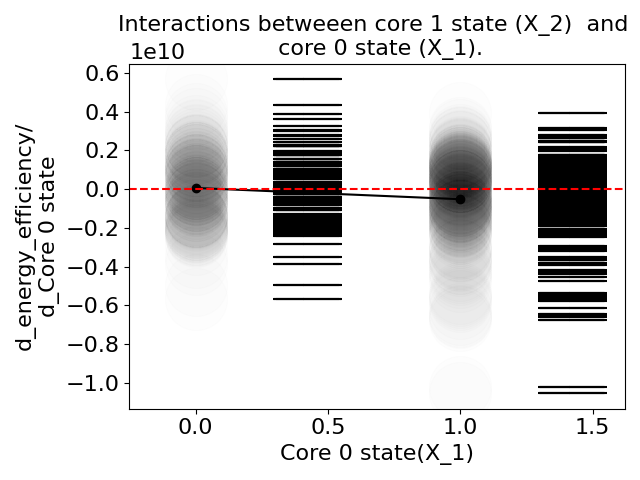 Interactions betweeen core 1 state (X_2)  and
core 0 state (X_1).
1e10
0.6
0.4
0.2
0.0
−0.2
−0.4
−0.6
−0.8
−1.0
d_energy_efficiency/
d_Core 0 state
0.0 0.5 1.0 1.5
Core 0 state(X_1)